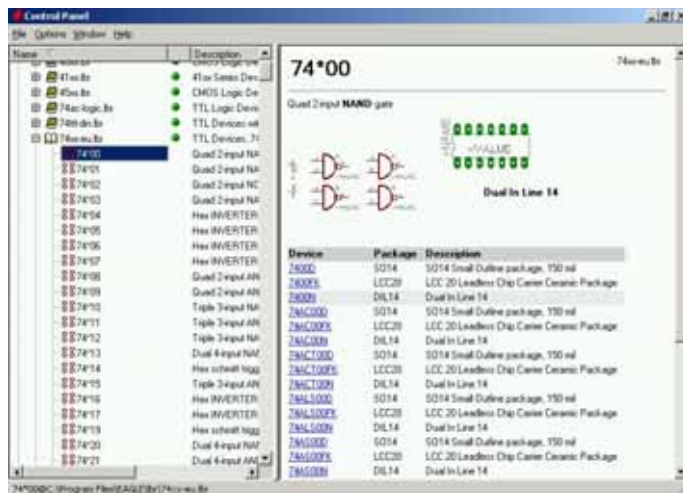 Control Panel
File Options Window Help
Name Description
41xx.lbr 41xx Series Dev
45xx.lbr CMOS Logic De
74ac-logic.lbr TTL Logic Devic
74ttl-din.lbr TTL Devices with
74xx-eu.lbr TTL Devices, 74
74*00 Quad 2-input NA
74*01 Quad 2-input NA
74*02 Quad 2-input NO
74*03 Quad 2-input NA
74*04 Hex INVERTER
74*05 Hex INVERTER
74*06 Hex INVERTER
74*07 Hex INVERTER
74*08 Quad 2-input AN
74*09 Quad 2-input AN
74*10 Triple 3-input NA
74*11 Triple 3-input AN
74*12 Triple 3-input NA
74*13 Dual 4-input NAN
74*14 Hex schmitt trigg
74*15 Triple 3-input AN
74*16 Hex INVERTER
74*17 Hex INVERTER
74*19 Hex schmitt trigg
74*20 Dual 4-input NAN
74*21 Dual 4-input AND
74*00
74xx-eu.lbr
Quad 2-input NAND gate
>NAME
>VALUE
Dual In Line 14
Device Package Description
7400D SO14 SO14 Small Outline package, 150 mil
7400FK LCC20 LCC 20 Leadless Chip Carrier Ceramic Package
7400N DIL14 Dual In Line 14
74AC00D SO14 SO14 Small Outline package, 150 mil
74AC00FK LCC20 LCC 20 Leadless Chip Carrier Ceramic Package
74AC00N DIL14 Dual In Line 14
74ACT00D SO14 SO14 Small Outline package, 150 mil
74ACT00FK LCC20 LCC 20 Leadless Chip Carrier Ceramic Package
74ACT00N DIL14 Dual In Line 14
74ALS00D SO14 SO14 Small Outline package, 150 mil
74ALS00FK LCC20 LCC 20 Leadless Chip Carrier Ceramic Package
74ALS00N DIL14 Dual In Line 14
74AS00D SO14 SO14 Small Outline package, 150 mil
74AS00FK LCC20 LCC 20 Leadless Chip Carrier Ceramic Package
74AS00N DIL14 Dual In Line 14
74*00@C:\Program Files\EAGLE\lbr\74xx-eu.lbr